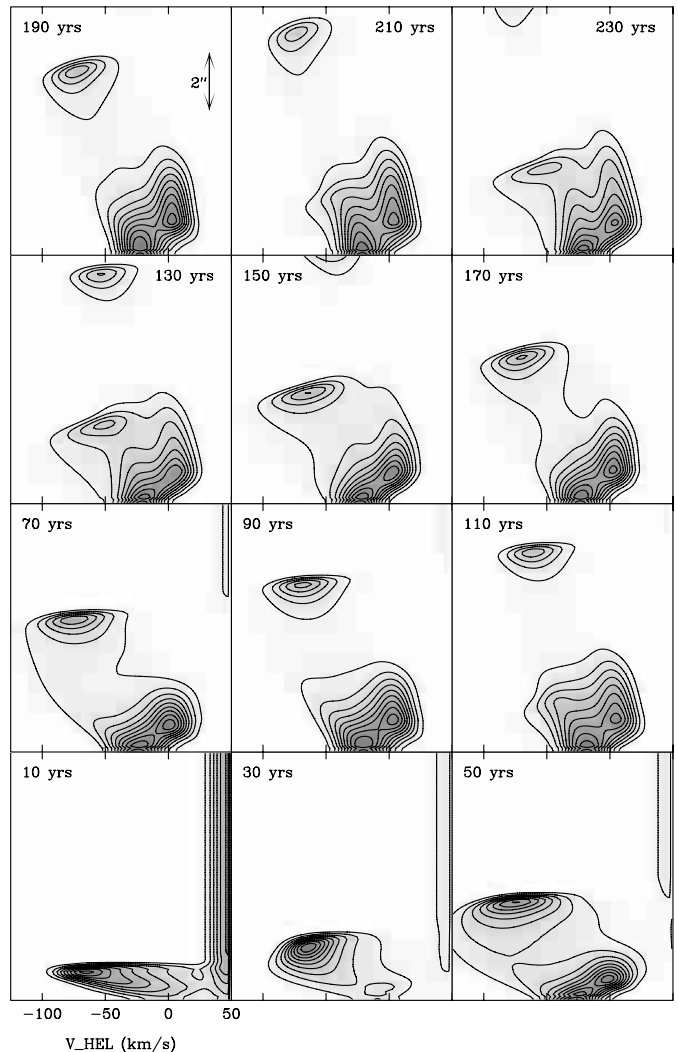 190 yrs
210 yrs
230 yrs
2"
130 yrs
150 yrs
170 yrs
70 yrs
90 yrs
110 yrs
10 yrs
30 yrs
50 yrs
−100 −50 0 50
V_HEL (km/s)